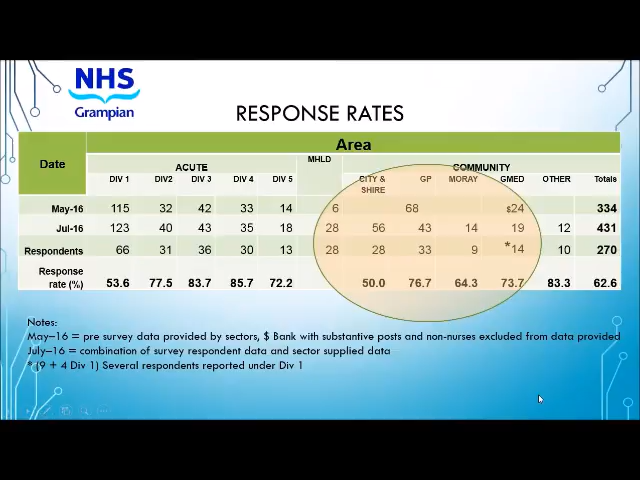 NHS
Grampian
RESPONSE RATES
Date Area
ACUTE MHLD COMMUNITY
DIV 1 DIV2 DIV 3 DIV 4 DIV 5 CITY & SHIRE GP MORAY GMED OTHER Totals
May-16 115 32 42 33 14 6 68 $24 334
Jul-16 123 40 43 35 18 28 56 43 14 19 12 431
Respondents 66 31 36 30 13 28 28 33 9 *14 10 270
Response rate (%) 53.6 77.5 83.7 85.7 72.2 50.0 76.7 64.3 73.7 83.3 62.6
Notes:
May–16 = pre survey data provided by sectors, $ Bank with substantive posts and non-nurses excluded from data provided
July–16 = combination of survey respondent data and sector supplied data
* (9 + 4 Div 1) Several respondents reported under Div 1